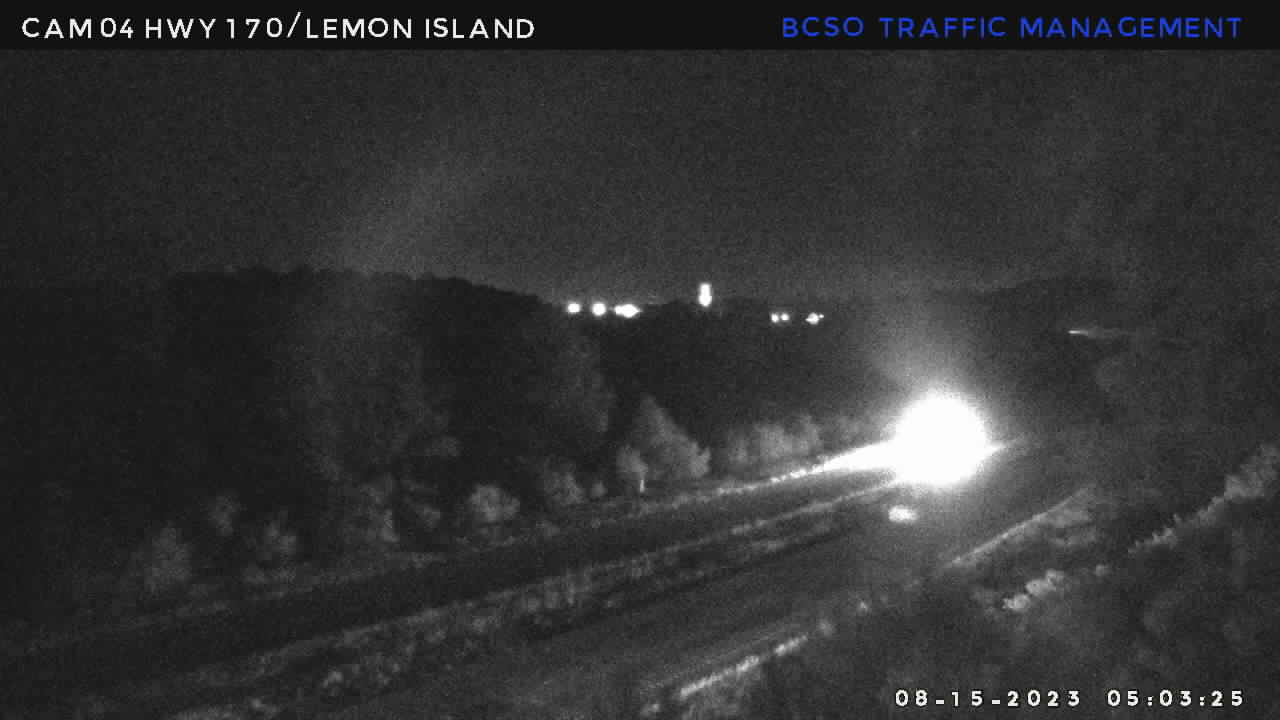 CAM04 HWY 170/LEMON ISLAND
BCSO TRAFFIC MANAGEMENT
08-15-2023 05:03:25